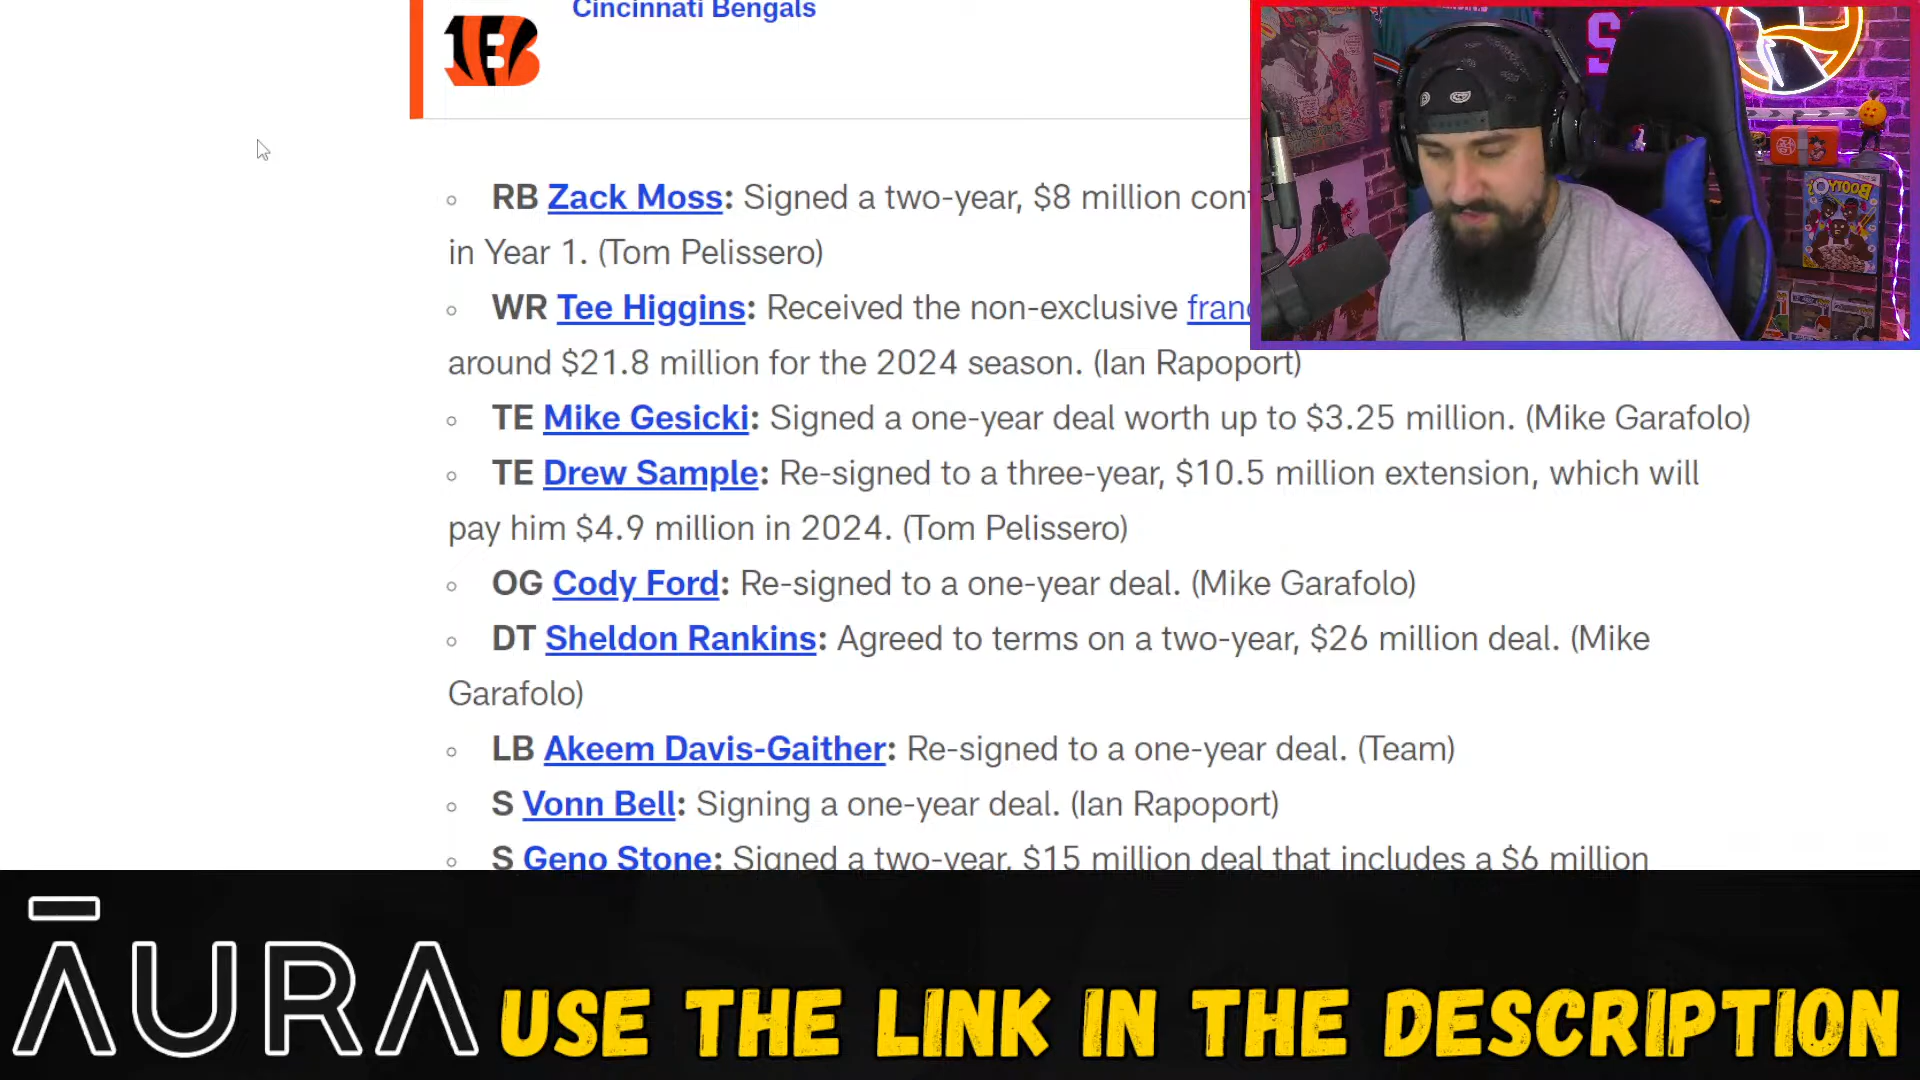 Cincinnati Bengals
RB Zack Moss: Signed a two-year, $8 million
in Year 1. (Tom Pelissero)
WR Tee Higgins: Received the non-exclusive
around $21.8 million for the 2024 season. (Ian Rapoport)
TE Mike Gesicki: Signed a one-year deal worth up to $3.25 million. (Mike Garafolo)
TE Drew Sample: Re-signed to a three-year, $10.5 million extension, which will
pay him $4.9 million in 2024. (Tom Pelissero)
OG Cody Ford: Re-signed to a one-year deal. (Mike Garafolo)
DT Sheldon Rankins: Agreed to terms on a two-year, $26 million deal. (Mike
Garafolo)
LB Akeem Davis-Gaither: Re-signed to a one-year deal. (Team)
S Vonn Bell: Signing a one-year deal. (Ian Rapoport)
S Geno Stone: Signed a two-year, $15 million deal that includes a $6 million
ĀURA USE THE LINK IN THE DESCRIPTION